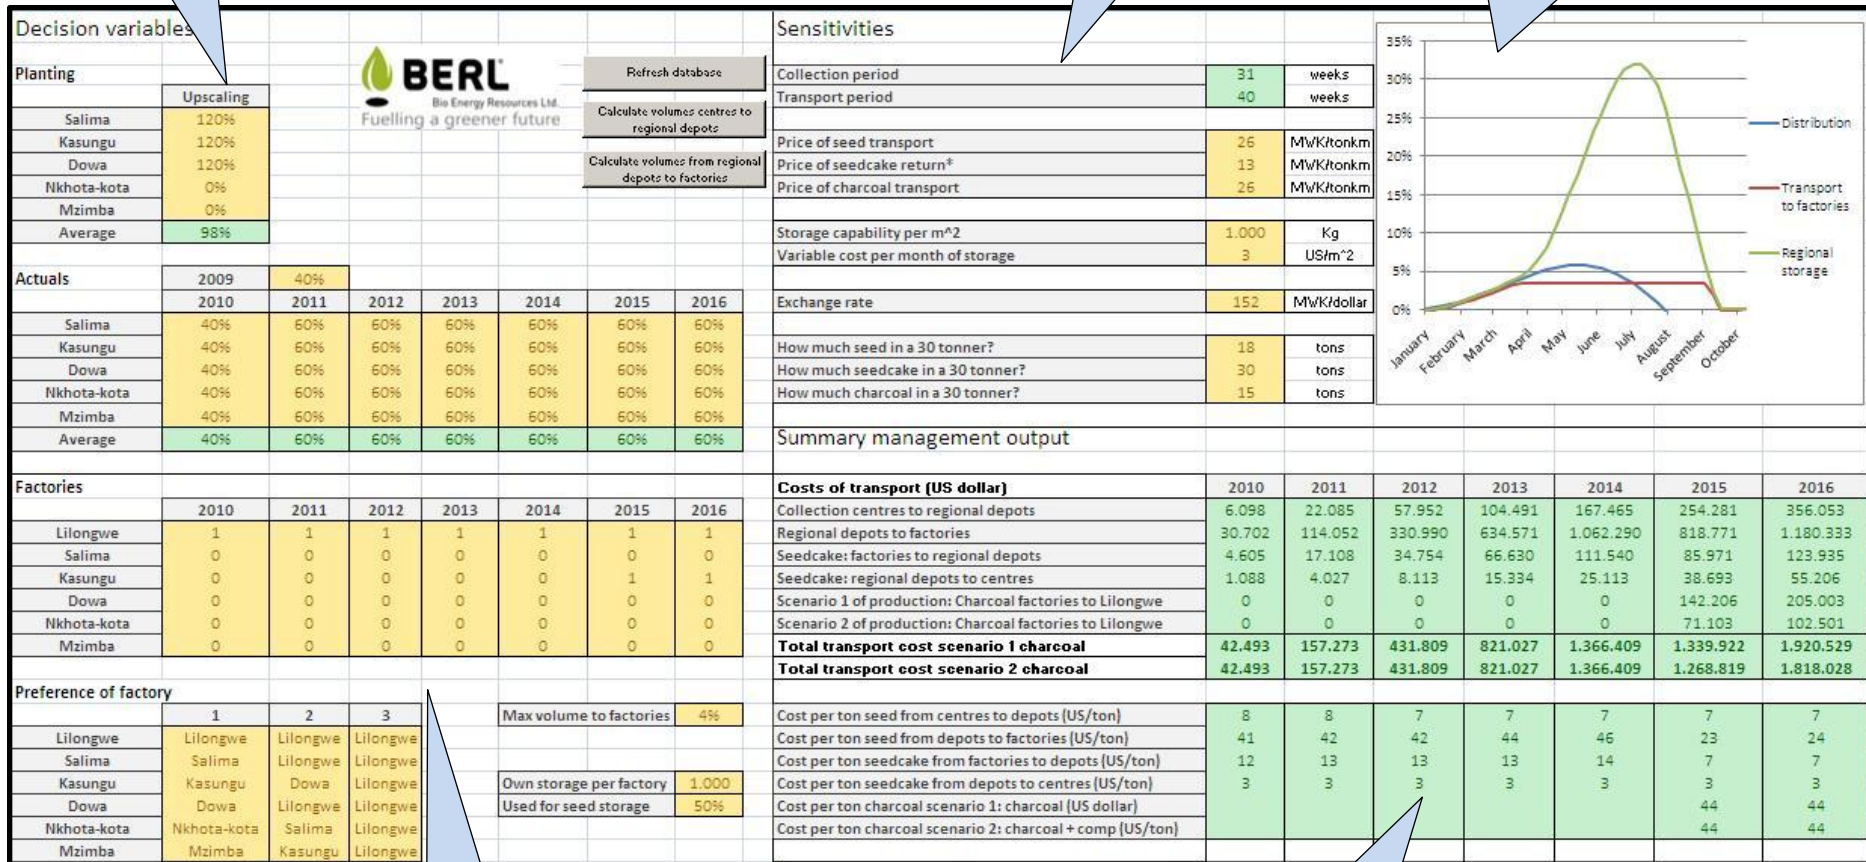 Decision variables
Planting
Upscaling
Salima 120%
Kasungu 120%
Dowa 120%
Nkhota-kota 0%
Mzimba 0%
Average 98%
BERL
Bio Energy Resources Ltd.
Fuelling a greener future
Refresh database
Calculate volumes centres to
regional depots
Calculate volumes from regional
depots to factories
Actuals 2009 40%
2010 2011 2012 2013 2014 2015 2016
Salima 40% 60% 60% 60% 60% 60% 60%
Kasungu 40% 60% 60% 60% 60% 60% 60%
Dowa 40% 60% 60% 60% 60% 60% 60%
Nkhota-kota 40% 60% 60% 60% 60% 60% 60%
Mzimba 40% 60% 60% 60% 60% 60% 60%
Average 40% 60% 60% 60% 60% 60% 60%
Factories
2010 2011 2012 2013 2014 2015 2016
Lilongwe 1 1 1 1 1 1 1
Salima 0 0 0 0 0 0 0
Kasungu 0 0 0 0 0 1 1
Dowa 0 0 0 0 0 0 0
Nkhota-kota 0 0 0 0 0 0 0
Mzimba 0 0 0 0 0 0 0
Preference of factory
1 2 3
Lilongwe Lilongwe Lilongwe Lilongwe
Salima Salima Lilongwe Lilongwe
Kasungu Kasungu Dowa Lilongwe
Dowa Dowa Lilongwe Lilongwe
Nkhota-kota Nkhota-kota Salima Lilongwe
Mzimba Mzimba Kasungu Lilongwe
Max volume to factories 4%
Own storage per factory 1.000
Used for seed storage 50%
Sensitivities
Collection period 31 weeks
Transport period 40 weeks
Price of seed transport 26 MWK/tonkm
Price of seedcake return* 13 MWK/tonkm
Price of charcoal transport 26 MWK/tonkm
Storage capability per m^2 1.000 Kg
Variable cost per month of storage 3 US/m^2
Exchange rate 152 MWK/dollar
How much seed in a 30 tonner? 18 tons
How much seedcake in a 30 tonner? 30 tons
How much charcoal in a 30 tonner? 15 tons
35%
30%
25%
20%
15%
10%
5%
0%
January February March April May June July August September October
Distribution
Transport
to factories
Regional
storage
Summary management output
Costs of transport (US dollar) 2010 2011 2012 2013 2014 2015 2016
Collection centres to regional depots 6.098 22.085 57.952 104.491 167.465 254.281 356.053
Regional depots to factories 30.702 114.052 330.990 634.571 1.062.290 818.771 1.180.333
Seedcake: factories to regional depots 4.605 17.108 34.754 66.630 111.540 85.971 123.935
Seedcake: regional depots to centres 1.088 4.027 8.113 15.334 25.113 38.693 55.206
Scenario 1 of production: Charcoal factories to Lilongwe 0 0 0 0 0 142.206 205.003
Scenario 2 of production: Charcoal factories to Lilongwe 0 0 0 0 0 71.103 102.501
Total transport cost scenario 1 charcoal 42.493 157.273 431.809 821.027 1.366.409 1.339.922 1.920.529
Total transport cost scenario 2 charcoal 42.493 157.273 431.809 821.027 1.366.409 1.268.819 1.818.028
Cost per ton seed from centres to depots (US/ton) 8 8 7 7 7 7 7
Cost per ton seed from depots to factories (US/ton) 41 42 42 44 46 23 24
Cost per ton seedcake from factories to depots (US/ton) 12 13 13 13 14 7 7
Cost per ton seedcake from depots to centres (US/ton) 3 3 3 3 3 3 3
Cost per ton charcoal scenario 1: charcoal (US dollar) 44 44
Cost per ton charcoal scenario 2: charcoal + comp (US/ton) 44 44